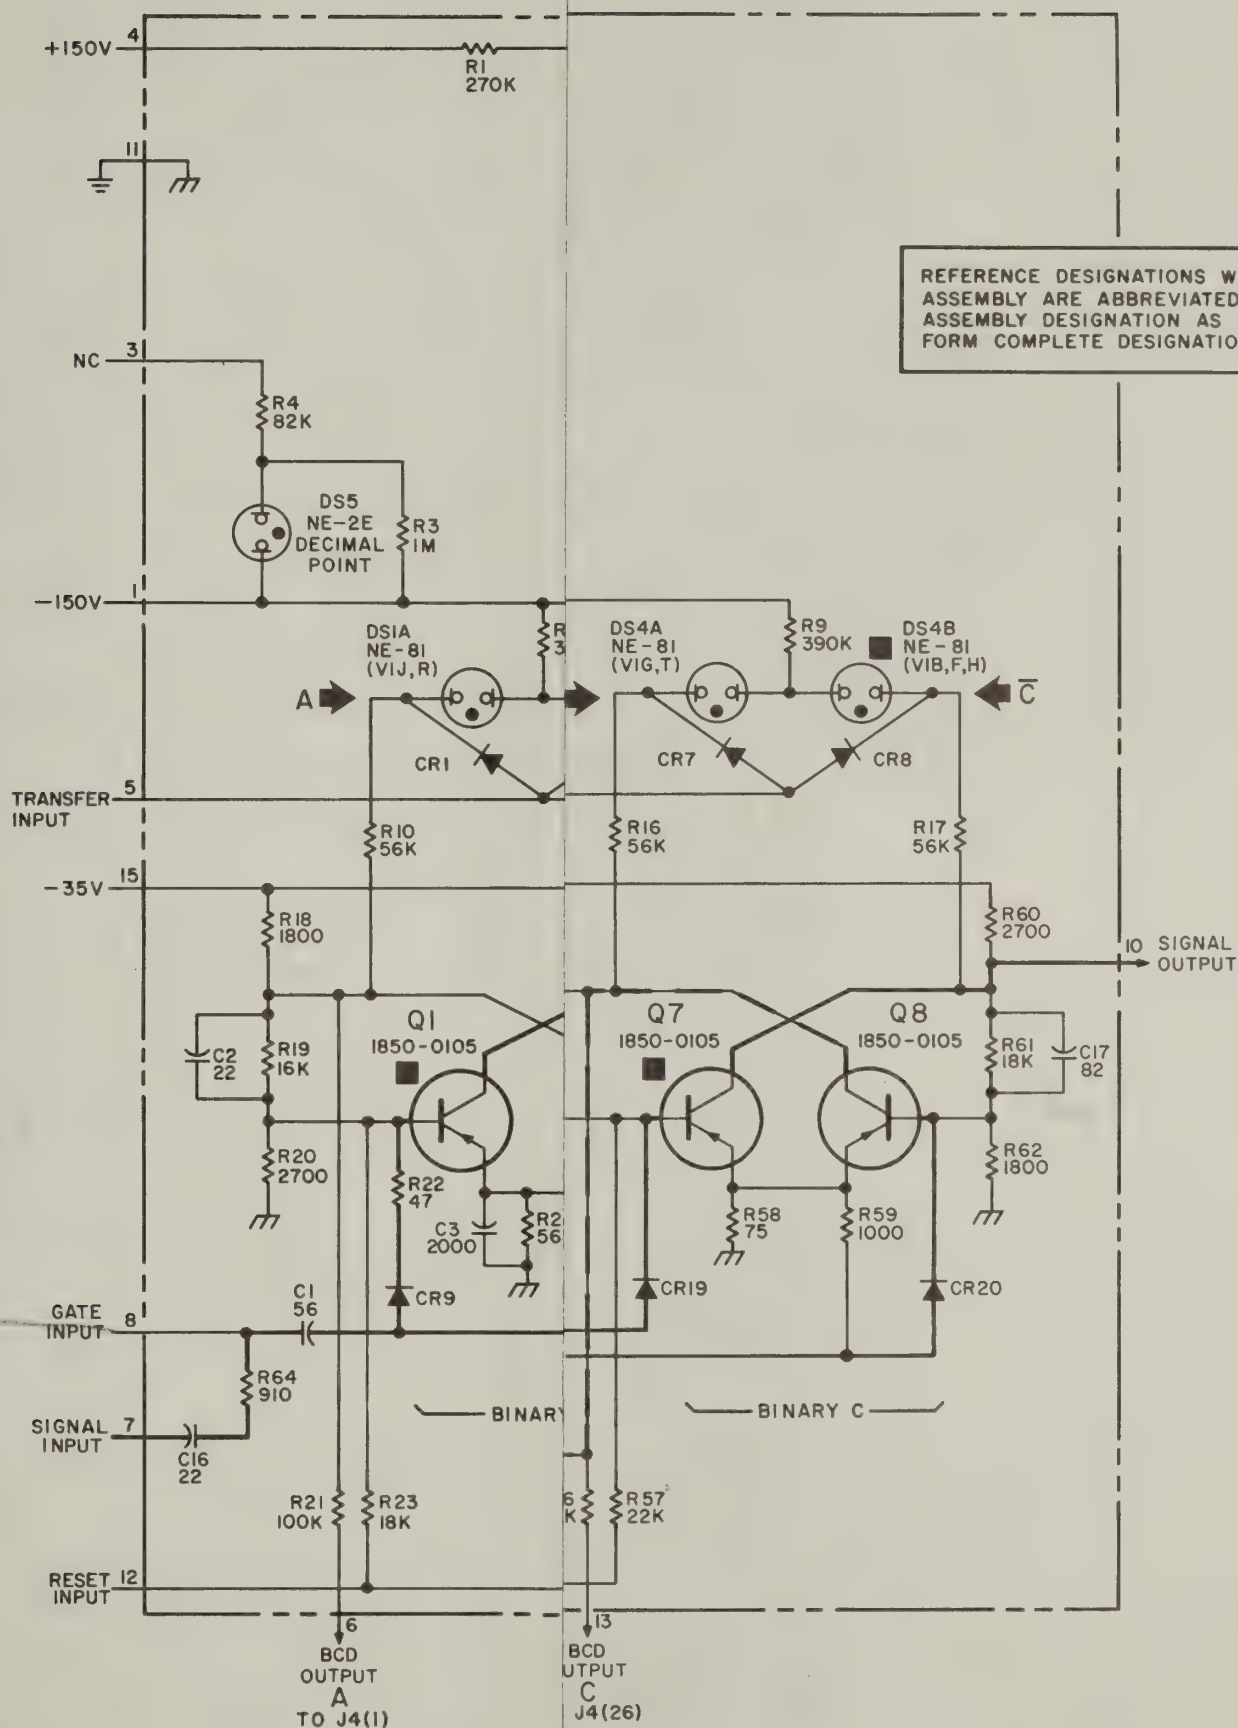 +150V
4
R1
270K
11
REFERENCE DESIGNATIONS W
ASSEMBLY ARE ABBREVIATED
ASSEMBLY DESIGNATION AS
FORM COMPLETE DESIGNATIO
NC
3
R4
82K
DS5
NE-2E
DECIMAL
POINT
R3
1M
-150V
1
DS1A
NE-81
(V1J,R)
R
3
DS4A
NE-81
(V1G,T)
R9
390K
DS4B
NE-81
(V1B,F,H)
A
C̅
CR1
CR7
CR8
TRANSFER
INPUT
5
R10
56K
R16
56K
R17
56K
-35V
15
R18
1800
R60
2700
10
SIGNAL
OUTPUT
Q1
1850-0105
Q7
1850-0105
Q8
1850-0105
C2
22
R19
16K
R61
18K
C17
82
R20
2700
R22
47
C3
2000
R2
56
R58
75
R59
1000
R62
1800
C1
56
CR9
CR19
CR20
GATE
INPUT
8
R64
910
SIGNAL
INPUT
7
C16
22
BINARY
BINARY C
R21
100K
R23
18K
6
K
R57
22K
RESET
INPUT
12
6
BCD
OUTPUT
A
TO J4(1)
13
BCD
UTPUT
C
J4(26)